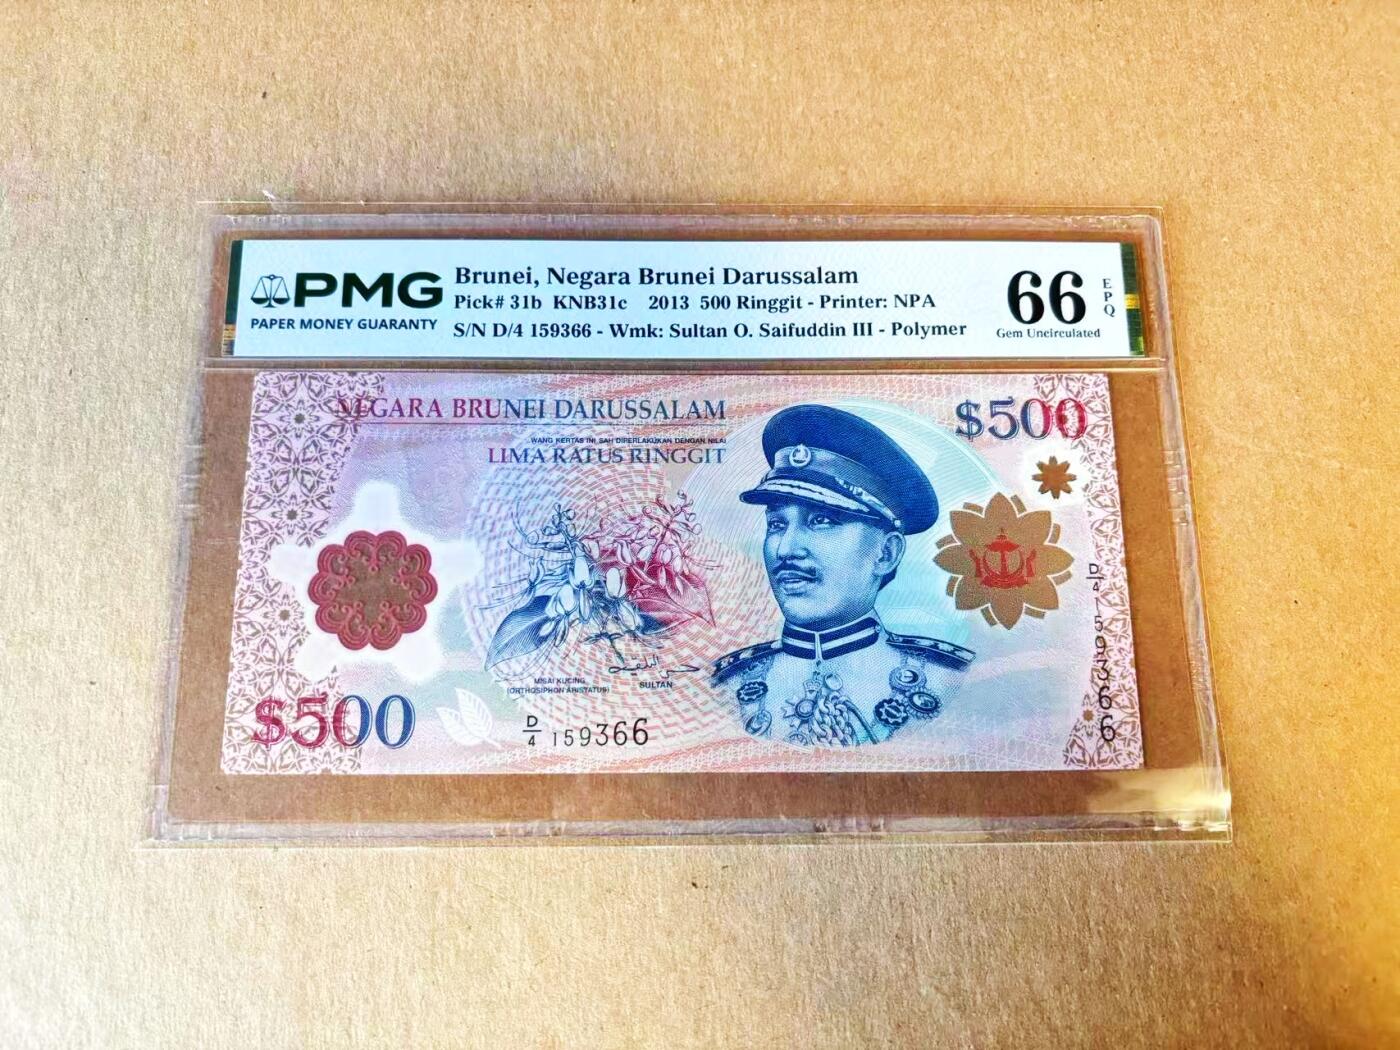 PMG
PAPER MONEY GUARANTY
Brunei, Negara Brunei Darussalam
Pick# 31b KNB31c 2013 500 Ringgit - Printer: NPA
S/N D/4 159366 - Wmk: Sultan O. Saifuddin III - Polymer
66
EPQ
Gem Uncirculated
NEGARA BRUNEI DARUSSALAM
$500
WANG KERTAS INI SAH DIPERLAKUKAN DENGAN NILAI
LIMA RATUS RINGGIT
MISAI KUCING
(ORTHOSIPHON ARISTATUS)
SULTAN
$500
D/4 159366
D/4 159366